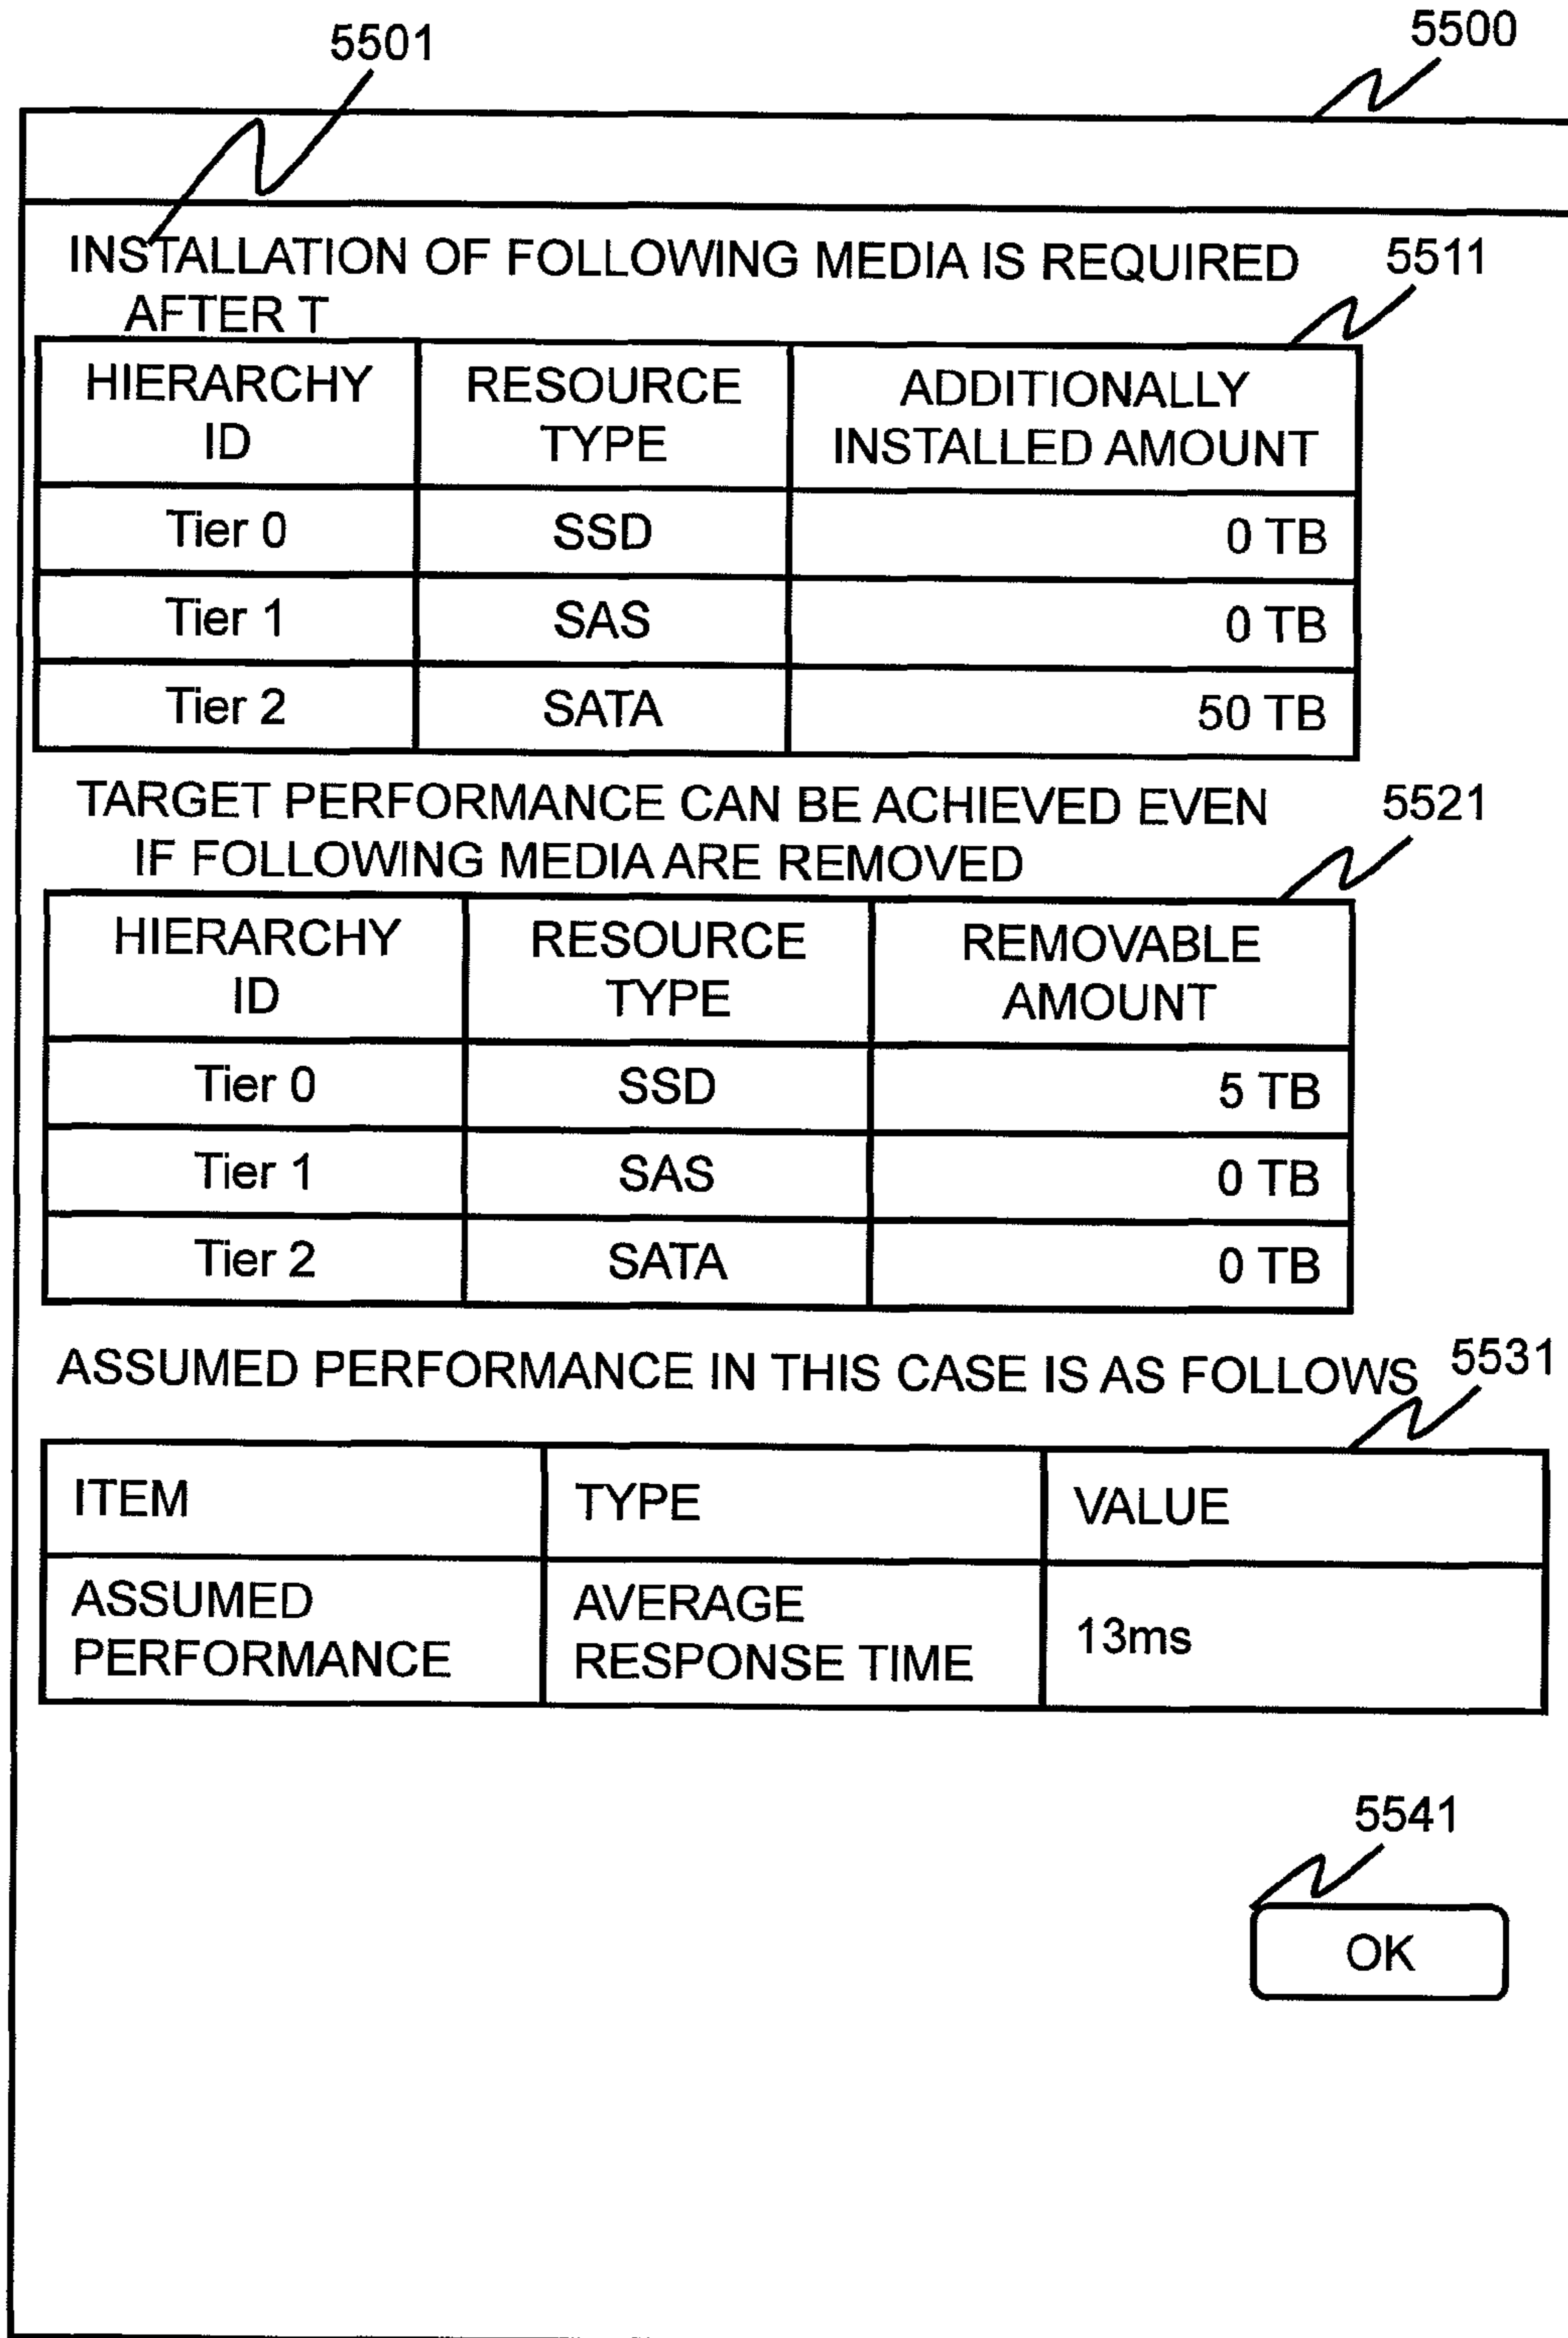 5501
5500
INSTALLATION OF FOLLOWING MEDIA IS REQUIRED
AFTER T
5511
HIERARCHY ID RESOURCE TYPE ADDITIONALLY INSTALLED AMOUNT
Tier 0 SSD 0 TB
Tier 1 SAS 0 TB
Tier 2 SATA 50 TB
TARGET PERFORMANCE CAN BE ACHIEVED EVEN
IF FOLLOWING MEDIA ARE REMOVED
5521
HIERARCHY ID RESOURCE TYPE REMOVABLE AMOUNT
Tier 0 SSD 5 TB
Tier 1 SAS 0 TB
Tier 2 SATA 0 TB
ASSUMED PERFORMANCE IN THIS CASE IS AS FOLLOWS
5531
ITEM TYPE VALUE
ASSUMED PERFORMANCE AVERAGE RESPONSE TIME 13ms
5541
OK